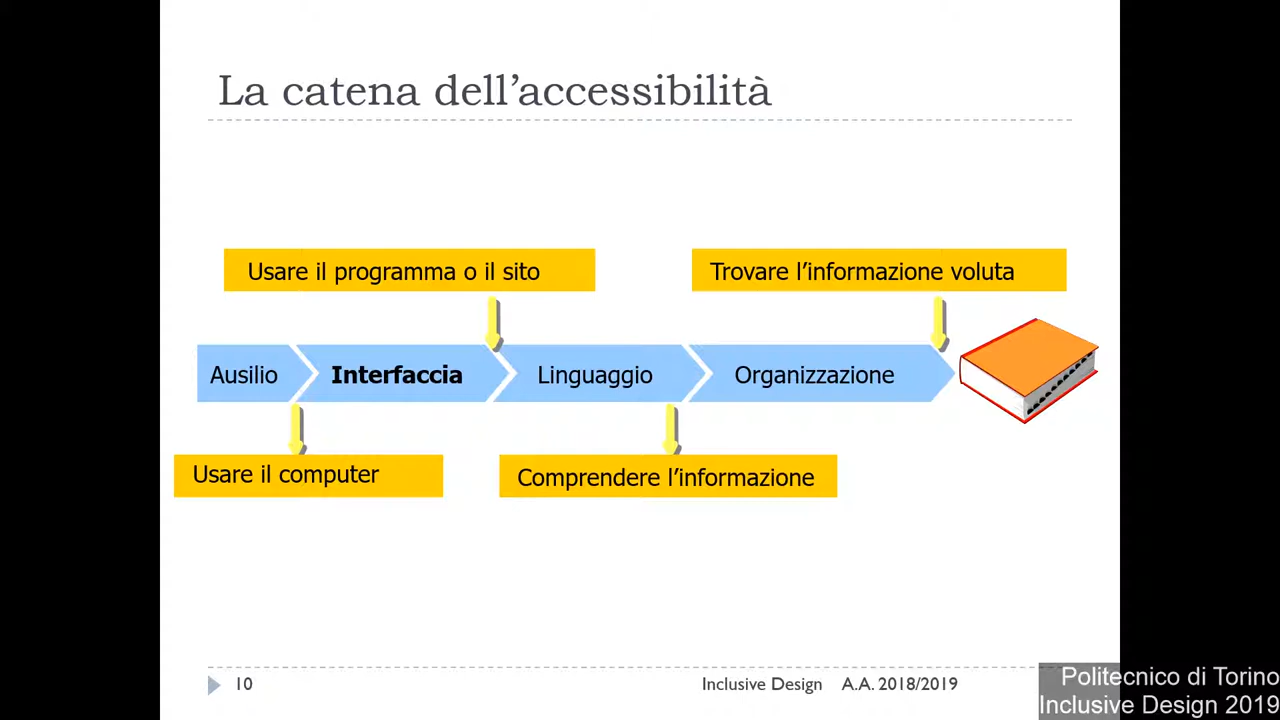 La catena dell’accessibilità
Usare il programma o il sito
Trovare l’informazione voluta
Ausilio
Interfaccia
Linguaggio
Organizzazione
Usare il computer
Comprendere l’informazione
10
Inclusive Design A.A. 2018/2019
Politecnico di Torino
Inclusive Design 2019